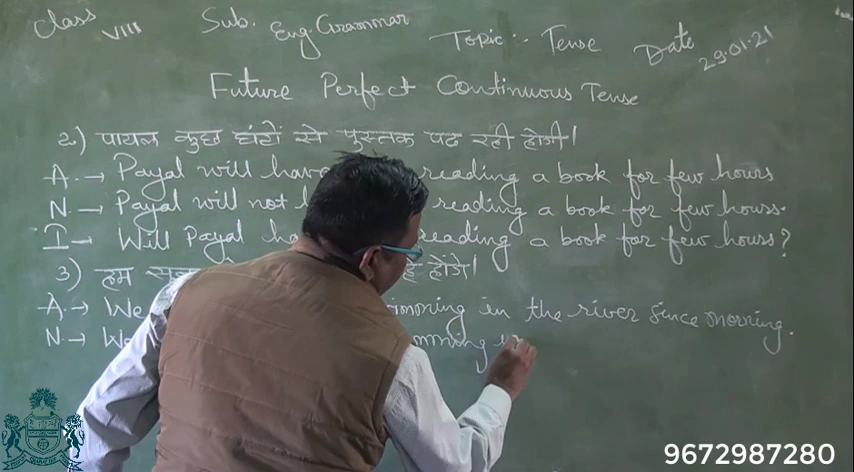 Class VIII Sub. Eng. Grammar Topic:- Tense Date 29.01.21
Future Perfect Continuous Tense
2.) पायल कुछ घंटों से पुस्तक पढ रही होगी।
A.→ Payal will have reading a book for few hours
N→ Payal will not reading a book for few hours.
I→ Will Payal reading a book for few hours?
3) हम होंगे।
A.→ We in the river since morning.
N.→ We
9672987280